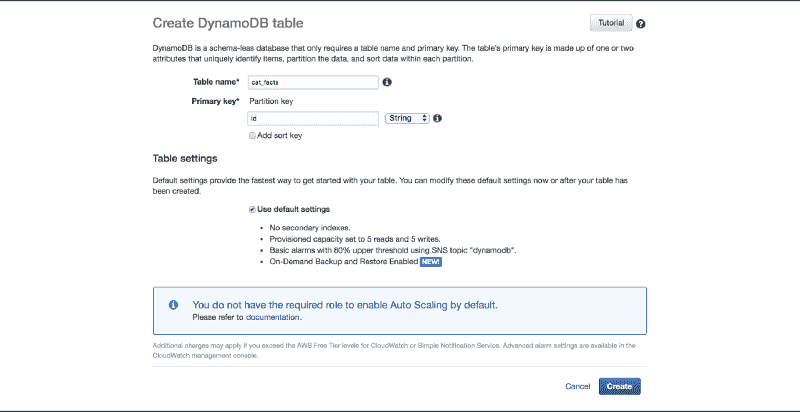 Create DynamoDB table
Tutorial
DynamoDB is a schema-less database that only requires a table name and primary key. The table's primary key is made up of one or two
attributes that uniquely identify items, partition the data, and sort data within each partition.
Table name* cat_facts
Primary key* Partition key
id String
Add sort key
Table settings
Default settings provide the fastest way to get started with your table. You can modify these default settings now or after your table has
been created.
Use default settings
• No secondary indexes.
• Provisioned capacity set to 5 reads and 5 writes.
• Basic alarms with 80% upper threshold using SNS topic "dynamodb".
• On-Demand Backup and Restore Enabled NEW!
You do not have the required role to enable Auto Scaling by default.
Please refer to documentation.
Additional charges may apply if you exceed the AWS Free Tier levels for CloudWatch or Simple Notification Service. Advanced alarm settings are available in the
CloudWatch management console.
Cancel Create